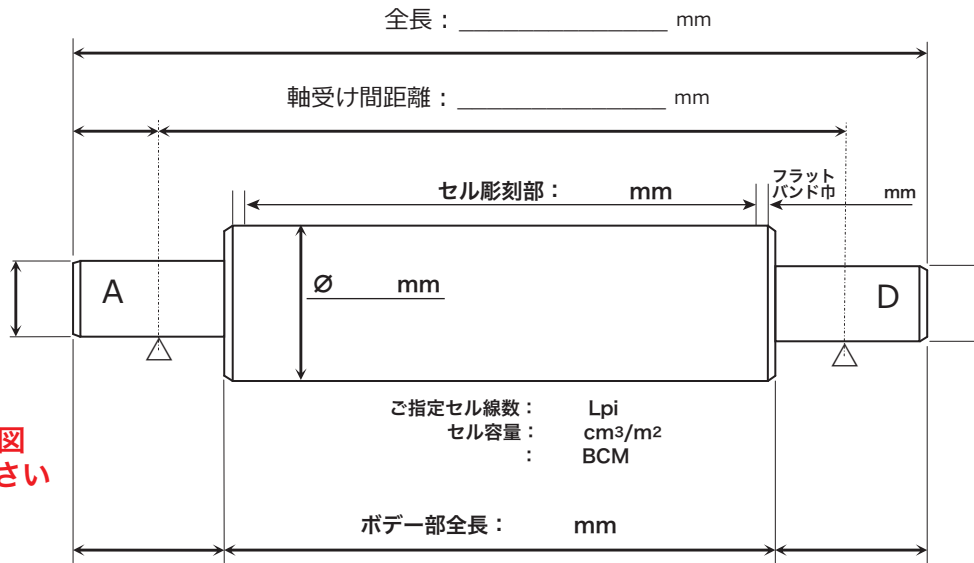 全長：________________ mm
軸受け間距離：________________ mm
セル彫刻部： mm
フラット
バンド巾 mm
A
⌀ mm
D
ご指定セル線数： Lpi
セル容量： cm3/m2
： BCM
図
さい
ボデー部全長： mm